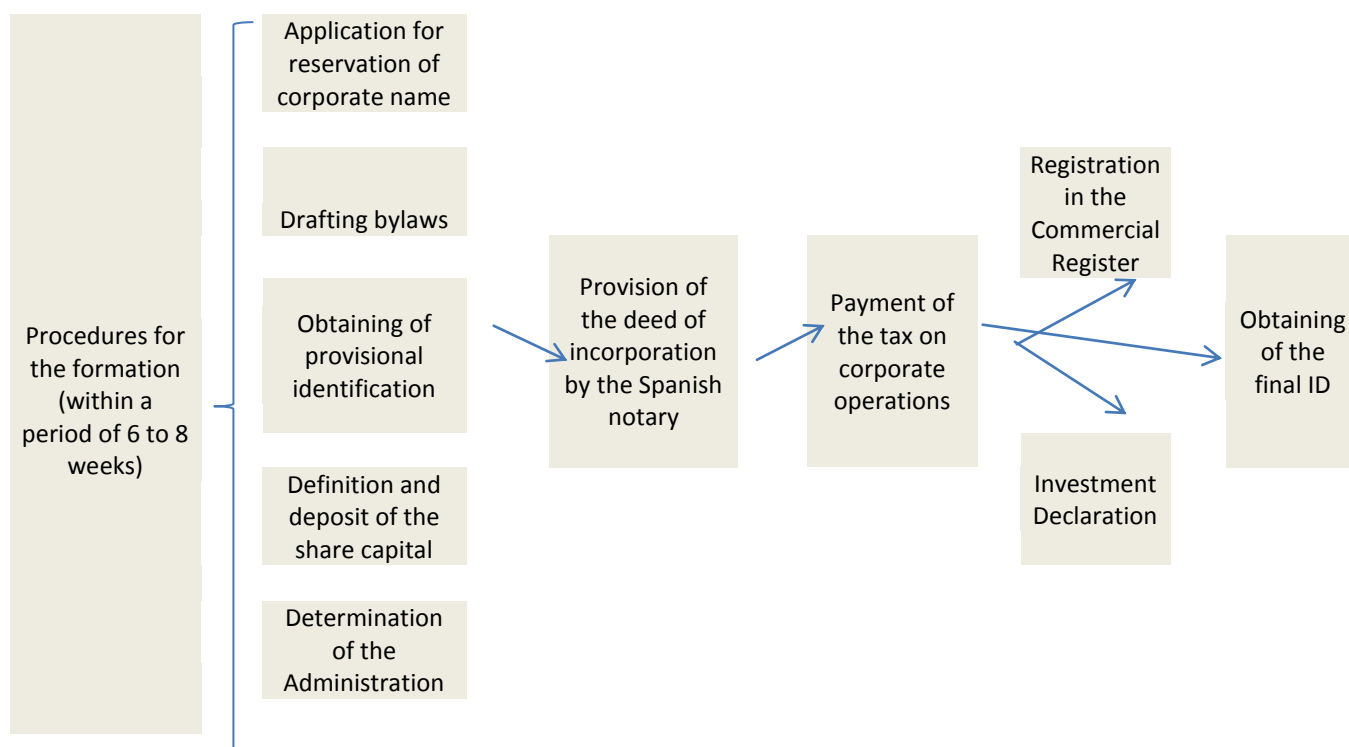 Procedures for
the formation
(within a
period of 6 to 8
weeks)
Application for
reservation of
corporate name
Drafting bylaws
Obtaining of
provisional
identification
Definition and
deposit of the
share capital
Determination
of the
Administration
Provision of
the deed of
incorporation
by the Spanish
notary
Payment of
the tax on
corporate
operations
Registration
in the
Commercial
Register
Investment
Declaration
Obtaining
of the
final ID